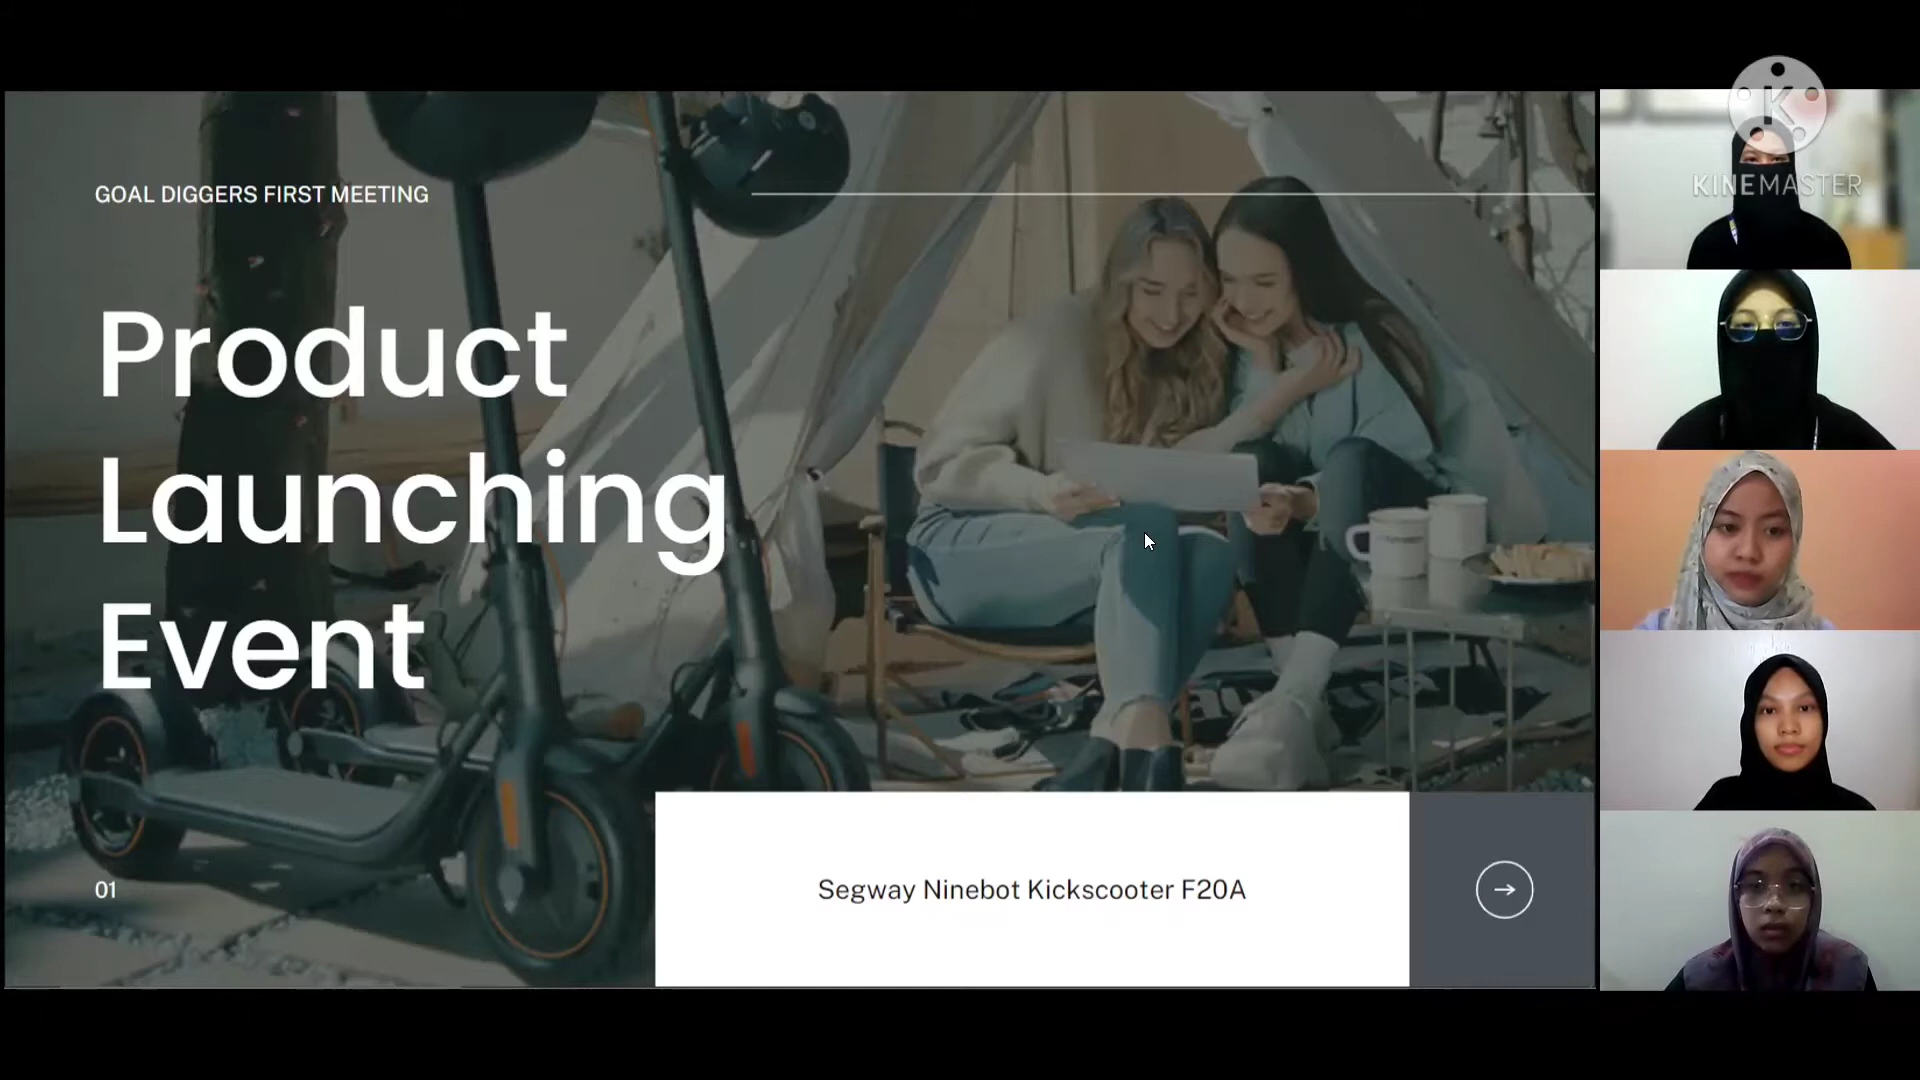 GOAL DIGGERS FIRST MEETING
Product
Launching
Event
01
Segway Ninebot Kickscooter F20A
K
KINEMASTER